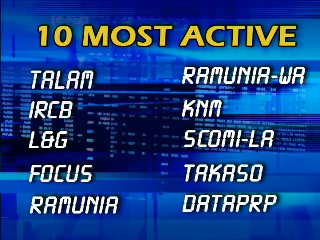 10 MOST ACTIVE
TALAM
IRCB
L&G
FOCUS
RAMUNIA
RAMUNIA-WA
KNM
SCOMI-LA
TAKASO
DATAPRP